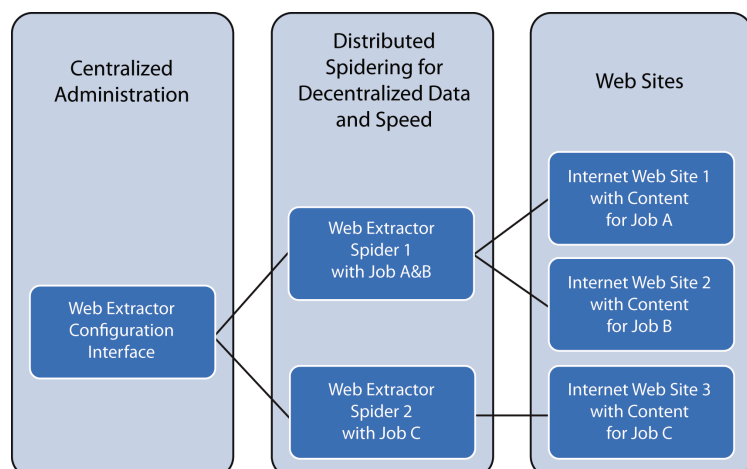 Centralized
Administration
Web Extractor
Configuration
Interface
Distributed
Spidering for
Decentralized Data
and Speed
Web Extractor
Spider 1
with Job A&B
Web Extractor
Spider 2
with Job C
Web Sites
Internet Web Site 1
with Content
for Job A
Internet Web Site 2
with Content
for Job B
Internet Web Site 3
with Content
for Job C